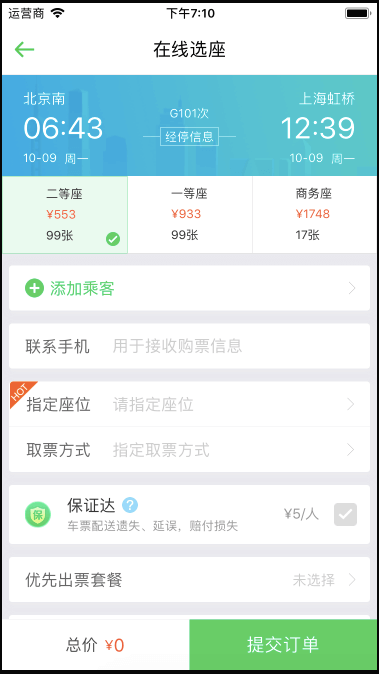 运营商 下午7:10
在线选座
北京南 上海虹桥
G101次
06:43 12:39
经停信息
10-09 周一 10-09 周一
二等座 一等座 商务座
¥553 ¥933 ¥1748
99张 99张 17张
添加乘客
联系手机 用于接收购票信息
HOT
指定座位 请指定座位
取票方式 指定取票方式
保
保证达 ?
¥5/人
车票配送遗失、延误，赔付损失
优先出票套餐 未选择
总价 ¥0 提交订单